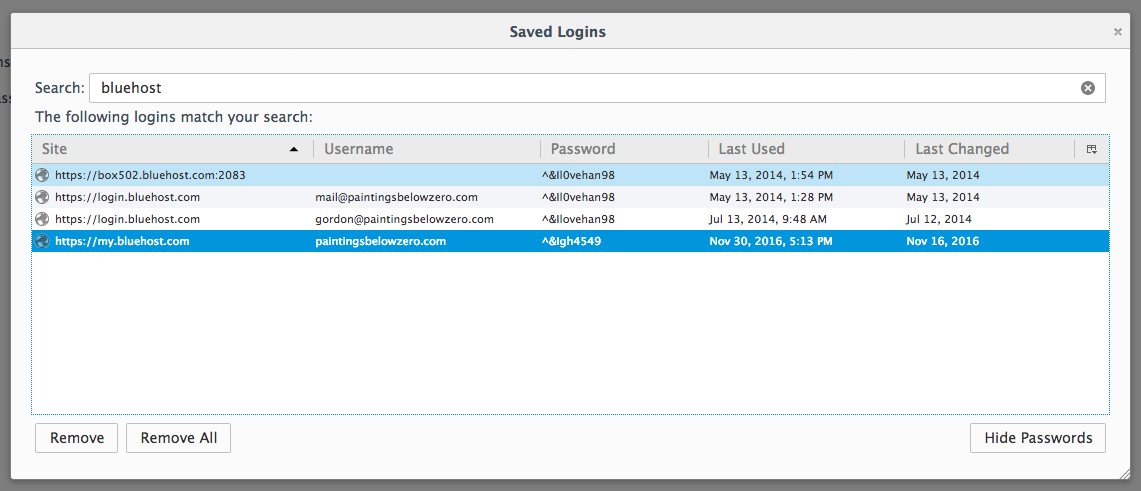 Saved Logins
Search: bluehost
The following logins match your search:
Site Username Password Last Used Last Changed
https://box502.bluehost.com:2083 ^&Il0vehan98 May 13, 2014, 1:54 PM May 13, 2014
https://login.bluehost.com mail@paintingsbelowzero.com ^&Il0vehan98 May 13, 2014, 1:28 PM May 13, 2014
https://login.bluehost.com gordon@paintingsbelowzero.com ^&Ilovehan98 Jul 13, 2014, 9:48 AM Jul 12, 2014
https://my.bluehost.com paintingsbelowzero.com ^&Igh4549 Nov 30, 2016, 5:13 PM Nov 16, 2016
Remove Remove All Hide Passwords